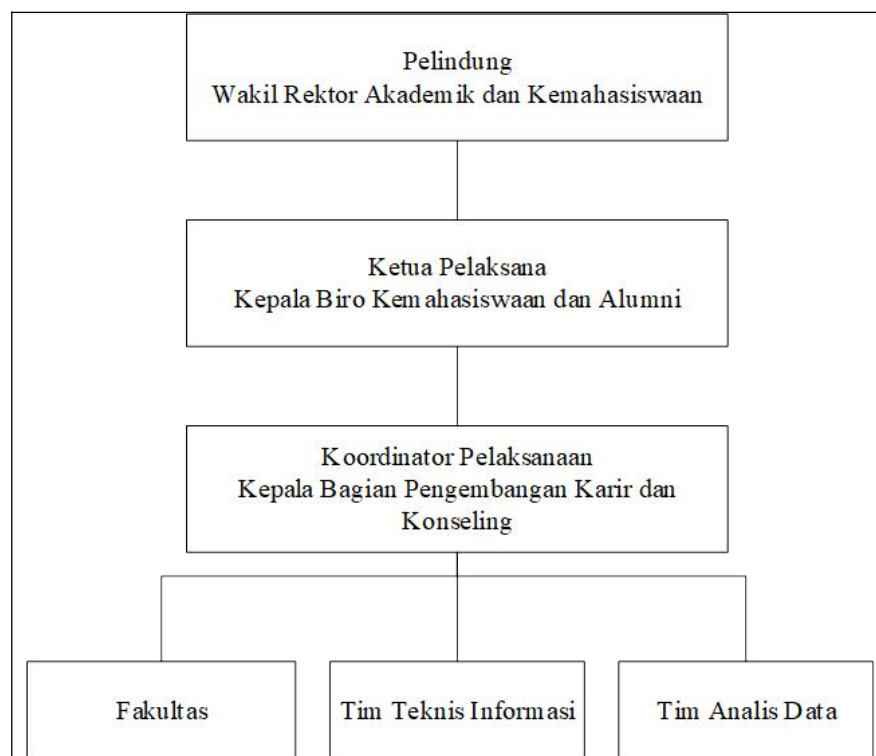 Pelindung
Wakil Rektor Akademik dan Kemahasiswaan
Ketua Pelaksana
Kepala Biro Kemahasiswaan dan Alumni
Koordinator Pelaksanaan
Kepala Bagian Pengembangan Karir dan
Konseling
Fakultas
Tim Teknis Informasi
Tim Analis Data